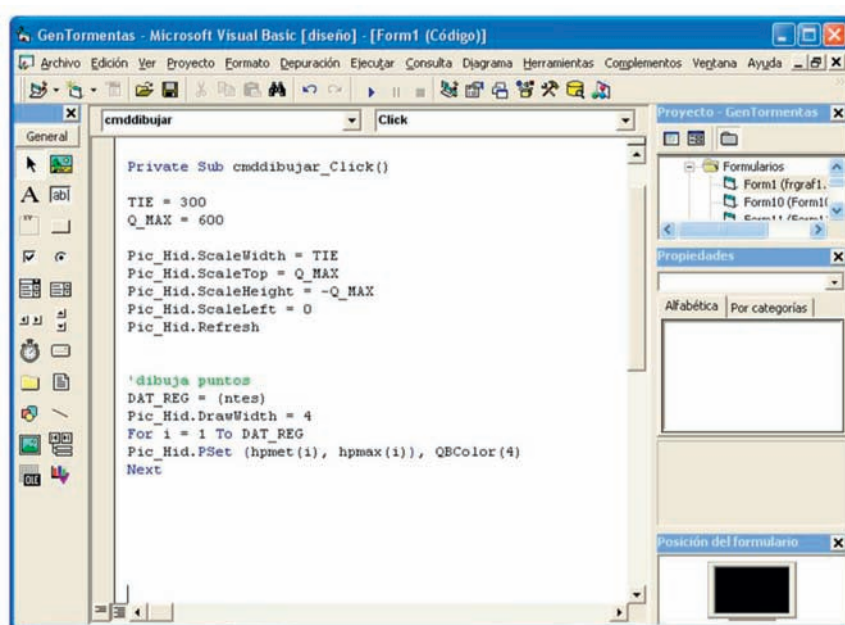 GenTormentas - Microsoft Visual Basic [diseño] - [Form1 (Código)]
Archivo Edición Ver Proyecto Formato Depuración Ejecutar Consulta Diagrama Herramientas Complementos Ventana Ayuda
General
cmddibujar Click
Private Sub cmddibujar_Click()
TIE = 300
Q_MAX = 600
Pic_Hid.ScaleWidth = TIE
Pic_Hid.ScaleTop = Q_MAX
Pic_Hid.ScaleHeight = -Q_MAX
Pic_Hid.ScaleLeft = 0
Pic_Hid.Refresh
'dibuja puntos
DAT_REG = (ntes)
Pic_Hid.DrawWidth = 4
For i = 1 To DAT_REG
Pic_Hid.PSet (hpmet(i), hpmax(i)), QBColor(4)
Next
A
ab
OLE
Proyecto - GenTormentas
Formularios
Form1 (frgraf1.
Form10 (Form10
Form11 (Form1
Propiedades
Alfabética Por categorías
Posición del formulario